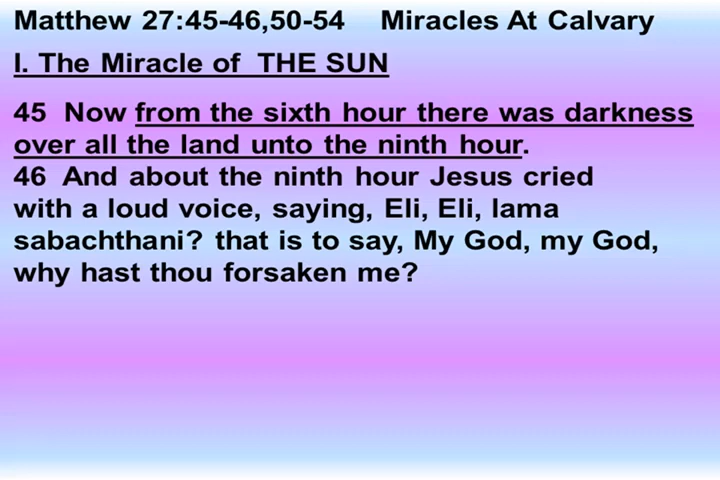 Matthew 27:45-46,50-54 Miracles At Calvary
I. The Miracle of THE SUN
45 Now from the sixth hour there was darkness
over all the land unto the ninth hour.
46 And about the ninth hour Jesus cried
with a loud voice, saying, Eli, Eli, lama
sabachthani? that is to say, My God, my God,
why hast thou forsaken me?